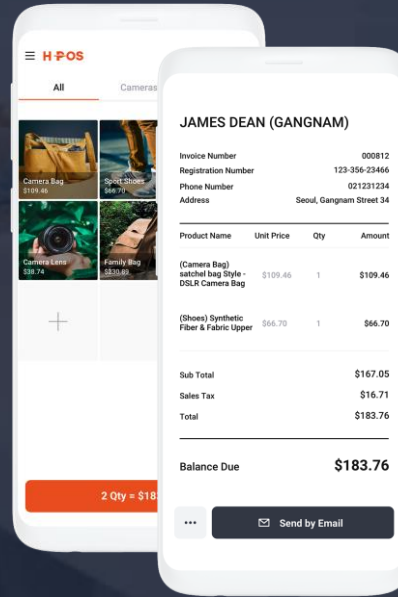 H·POS
All
Cameras
Camera Bag
$109.46
Sport Shoes
$66.70
Camera Lens
$38.74
Family Bag
$230.89
2 Qty = $18
JAMES DEAN (GANGNAM)
Invoice Number 000812
Registration Number 123-356-23466
Phone Number 021231234
Address Seoul, Gangnam Street 34
Product Name Unit Price Qty Amount
(Camera Bag)
satchel bag Style - $109.46 1 $109.46
DSLR Camera Bag
(Shoes) Synthetic
Fiber & Fabric Upper $66.70 1 $66.70
Sub Total $167.05
Sales Tax $16.71
Total $183.76
Balance Due $183.76
Send by Email